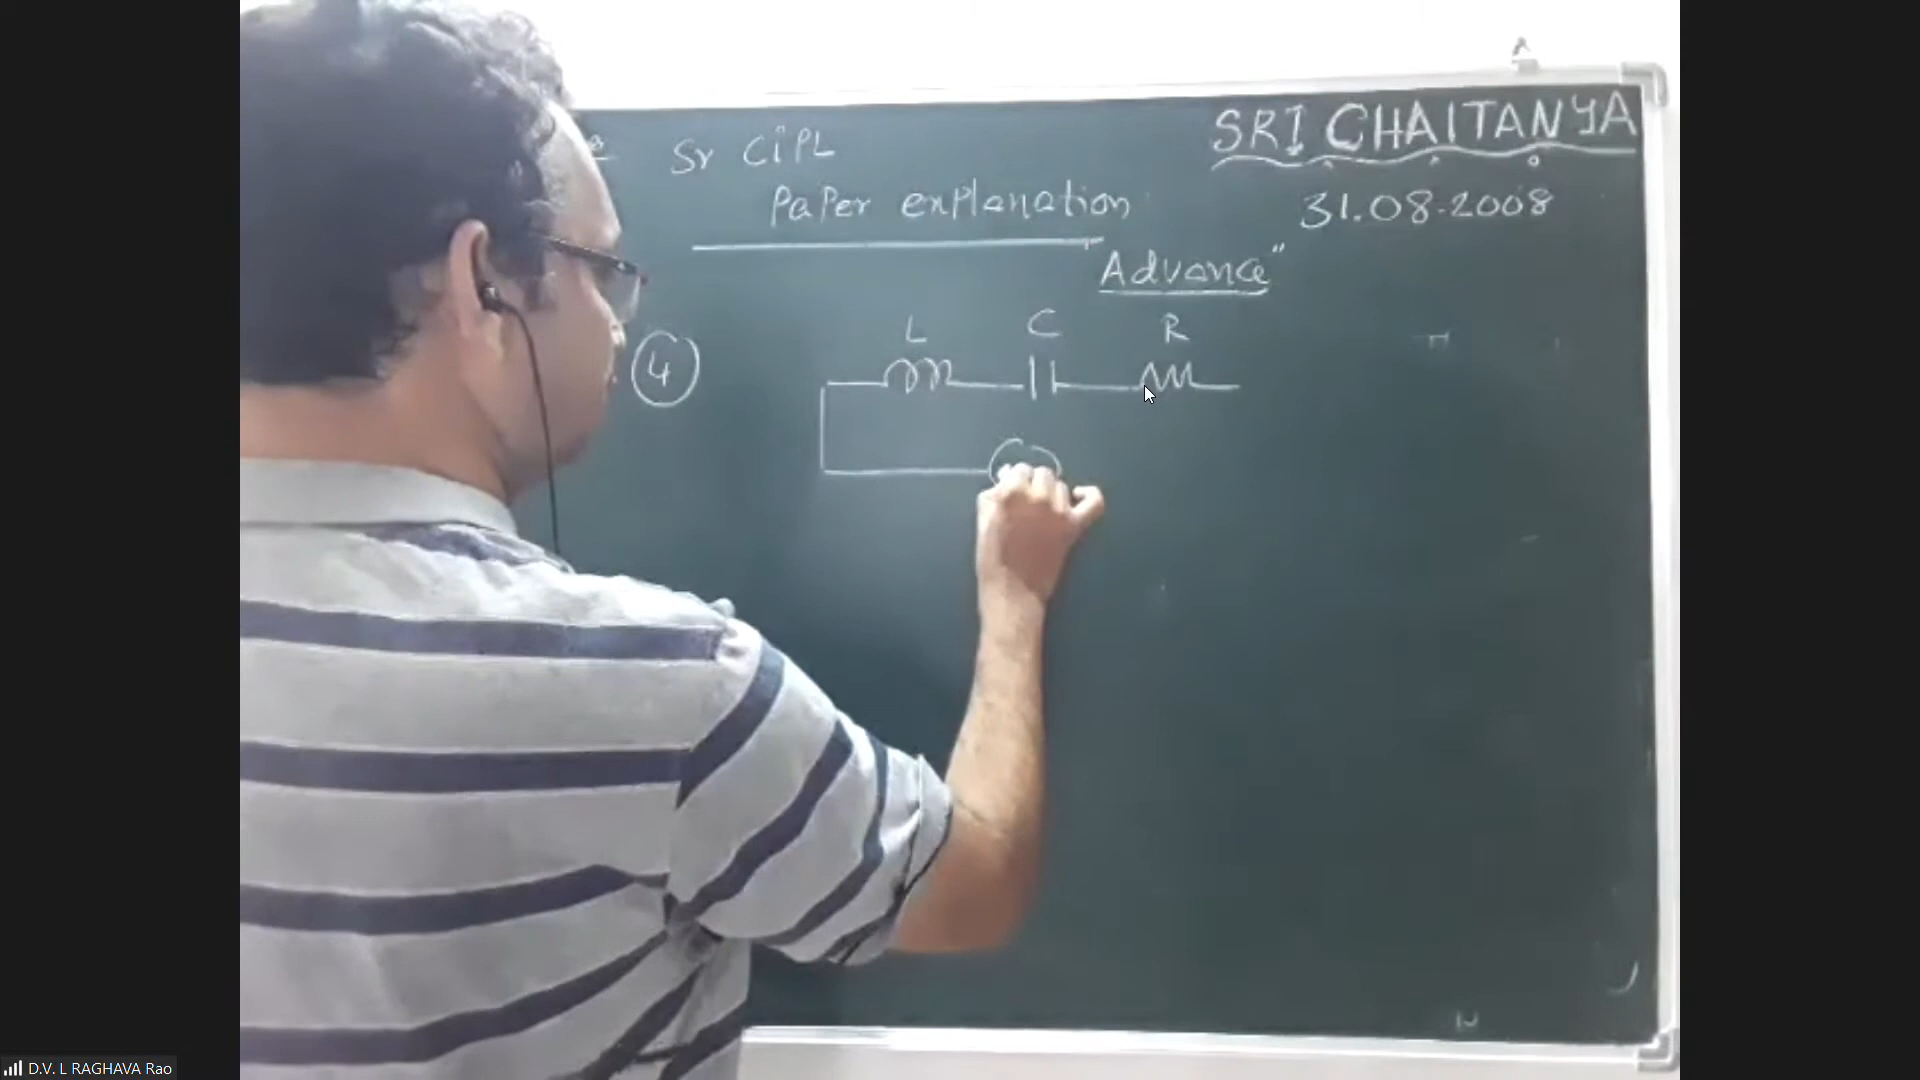 SRI CHAITANYA
Sr CiPL
Paper explanation
31.08.2008
"Advance"
L C R
4
D.V. L RAGHAVA Rao